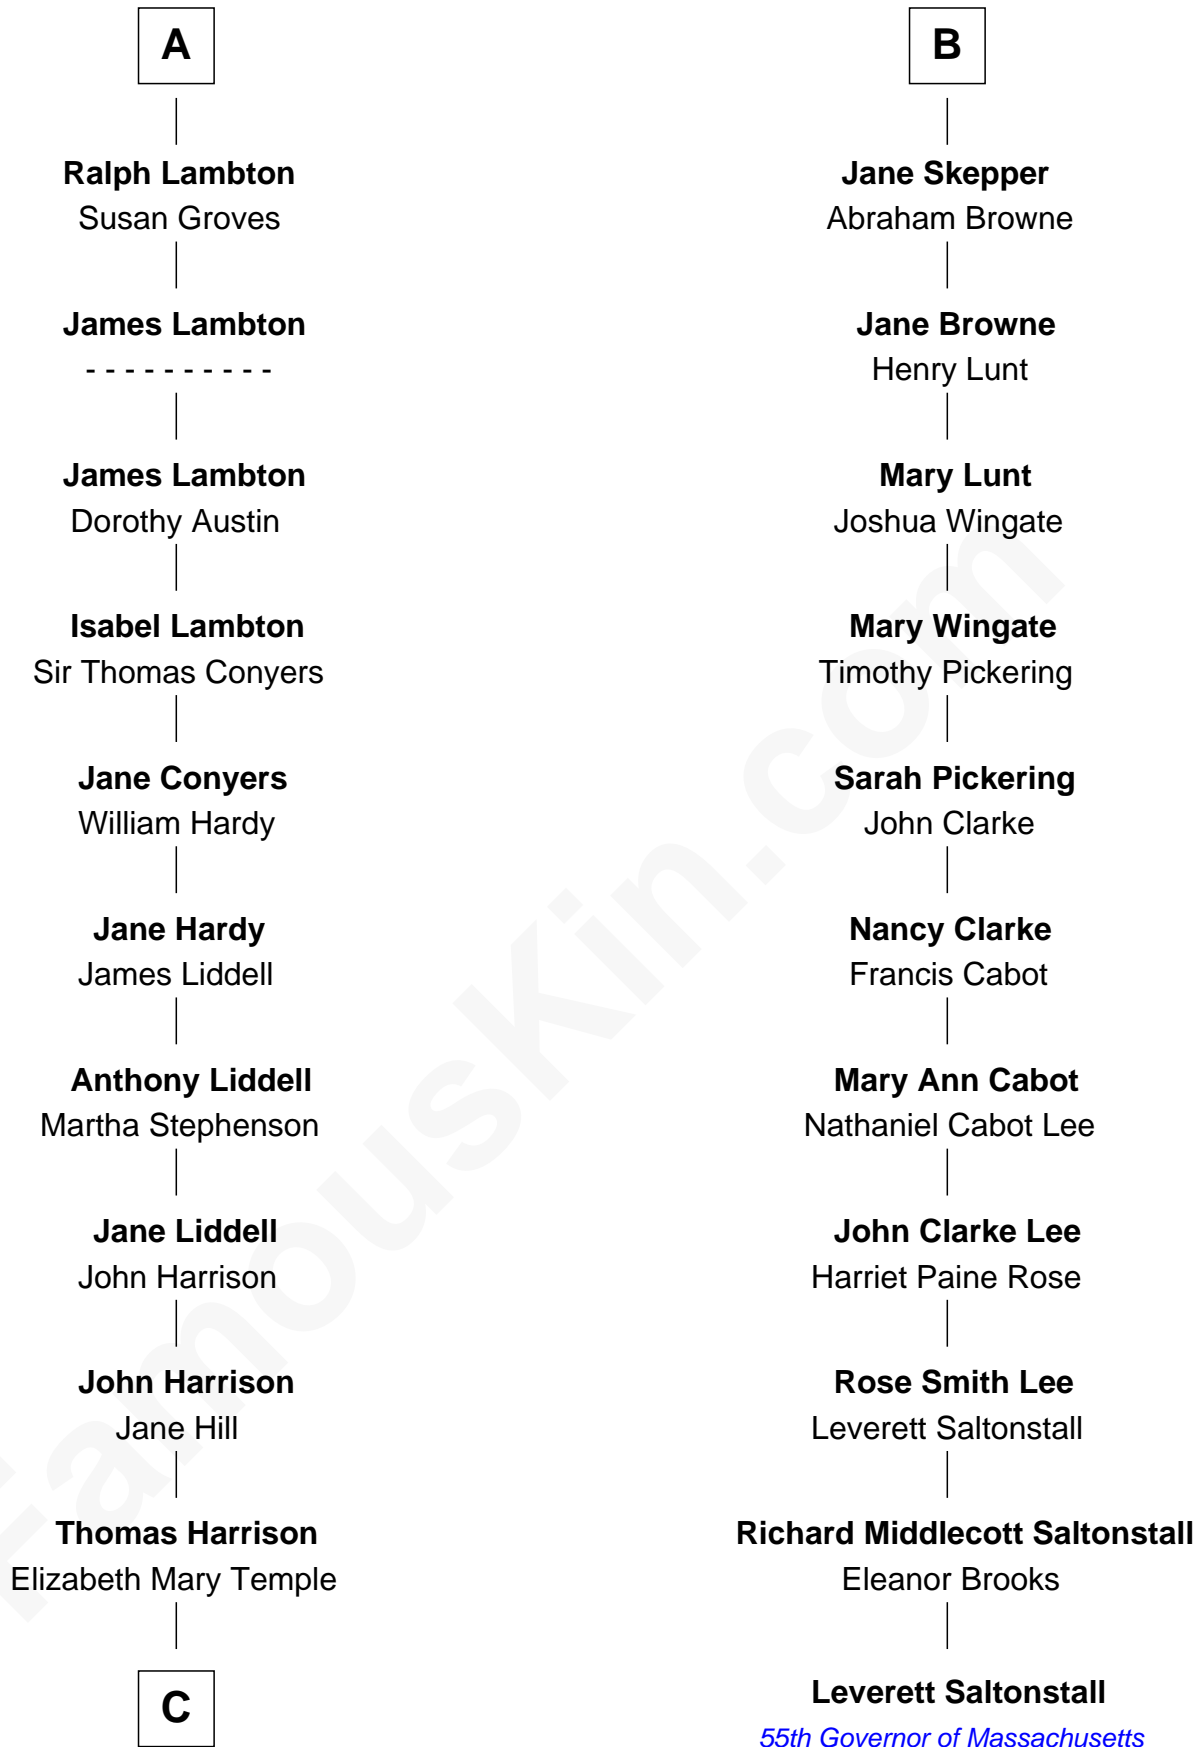 A
Ralph Lambton
Susan Groves
James Lambton
- - - - - - - - - -
James Lambton
Dorothy Austin
Isabel Lambton
Sir Thomas Conyers
Jane Conyers
William Hardy
Jane Hardy
James Liddell
Anthony Liddell
Martha Stephenson
Jane Liddell
John Harrison
John Harrison
Jane Hill
Thomas Harrison
Elizabeth Mary Temple
C
B
Jane Skepper
Abraham Browne
Jane Browne
Henry Lunt
Mary Lunt
Joshua Wingate
Mary Wingate
Timothy Pickering
Sarah Pickering
John Clarke
Nancy Clarke
Francis Cabot
Mary Ann Cabot
Nathaniel Cabot Lee
John Clarke Lee
Harriet Paine Rose
Rose Smith Lee
Leverett Saltonstall
Richard Middlecott Saltonstall
Eleanor Brooks
Leverett Saltonstall
55th Governor of Massachusetts
FamousKin.com